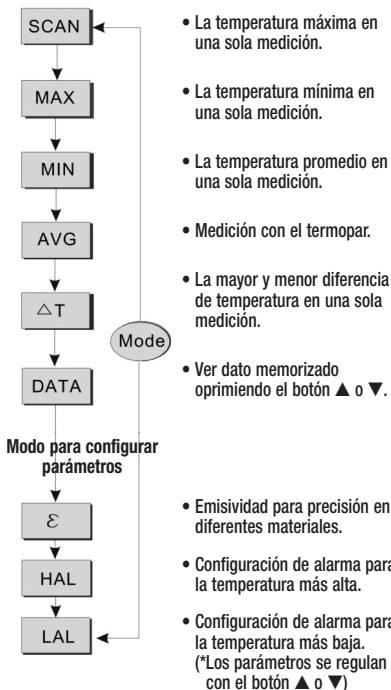 SCAN
• La temperatura máxima en
una sola medición.
MAX
• La temperatura mínima en
una sola medición.
MIN
• La temperatura promedio en
una sola medición.
AVG
• Medición con el termopar.
△T
• La mayor y menor diferencia
de temperatura en una sola
medición.
Mode
DATA
• Ver dato memorizado
oprimiendo el botón ▲ o ▼.
Modo para configurar
parámetros
ε
• Emisividad para precisión en
diferentes materiales.
HAL
• Configuración de alarma para
la temperatura más alta.
LAL
• Configuración de alarma para
la temperatura más baja.
(*Los parámetros se regulan
con el botón ▲ o ▼)